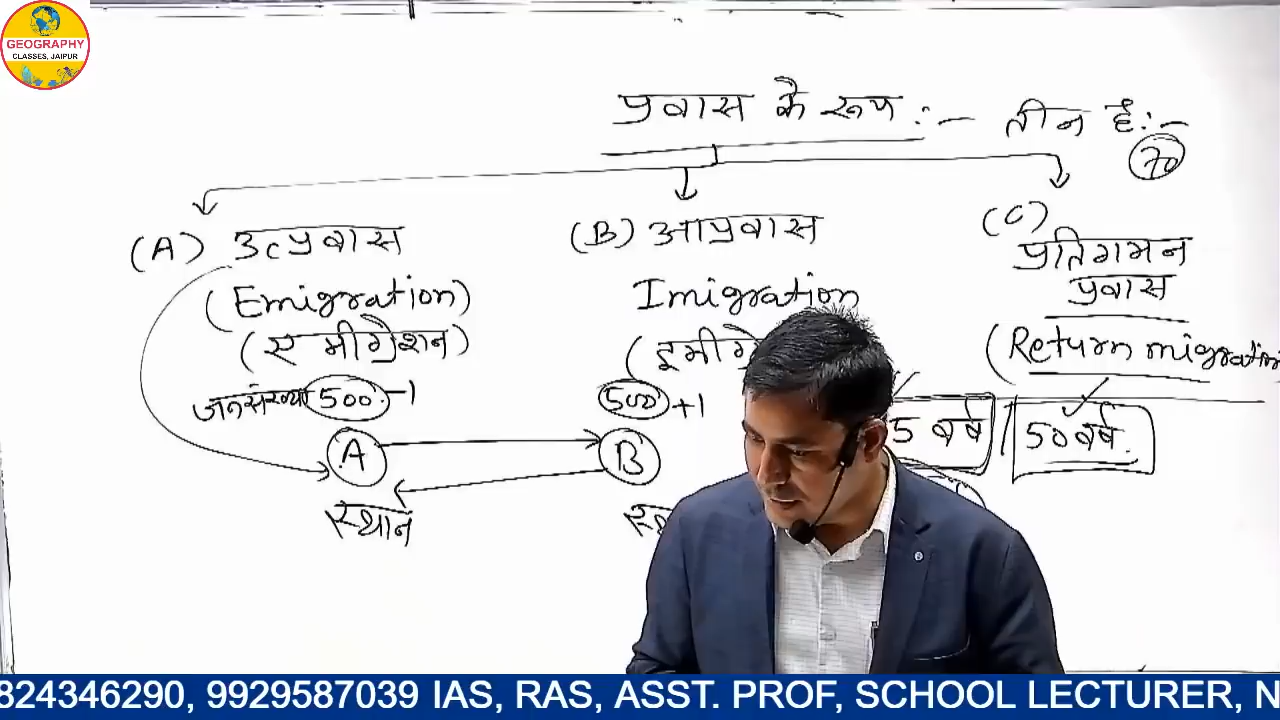 GEOGRAPHY
CLASSES, JAIPUR
प्रवास के रूप :- तीन है :-
70
(A) उत्प्रवास
(B) आप्रवास
(C) प्रतिगमन
प्रवास
(Emigration)
Imigration
(Return migration
(एमीग्रेशन)
(इमीग्रे
जनसंख्या 500 -1
500 +1
5 वर्ष
50 वर्ष
A
B
स्थान
824346290, 9929587039 IAS, RAS, ASST. PROF, SCHOOL LECTURER, N